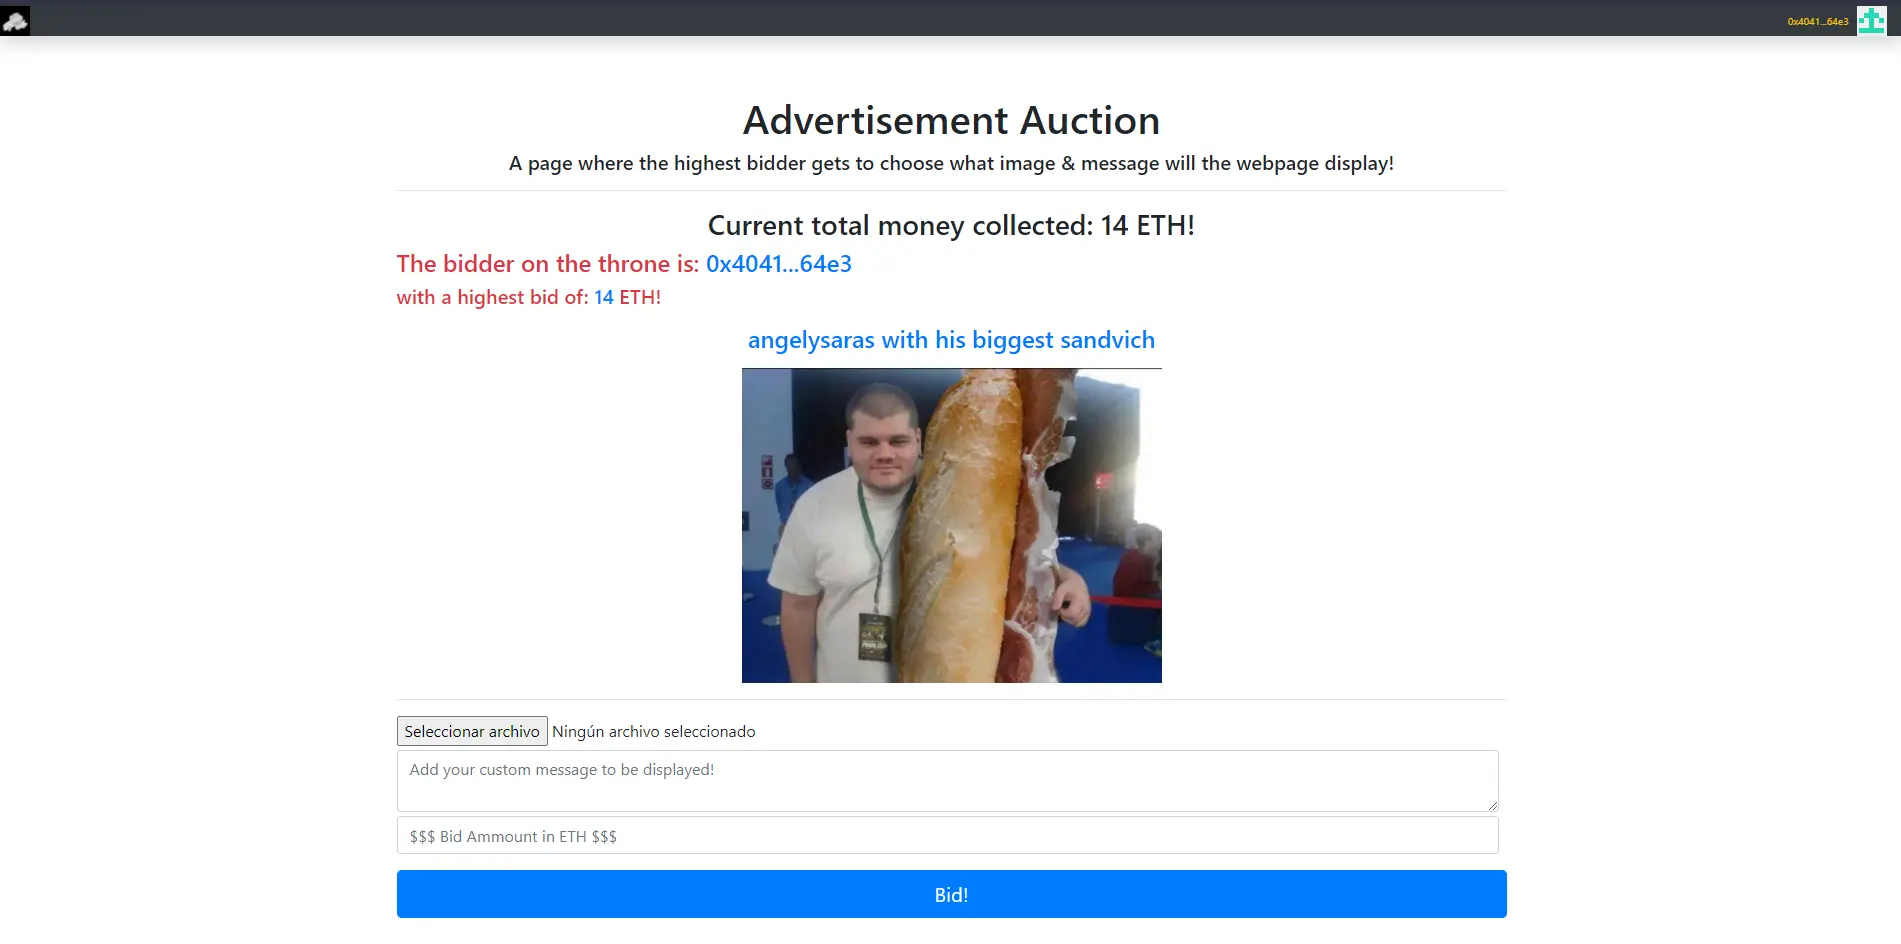 0x4041...64e3
Advertisement Auction
A page where the highest bidder gets to choose what image & message will the webpage display!
Current total money collected: 14 ETH!
The bidder on the throne is: 0x4041...64e3
with a highest bid of: 14 ETH!
angelysaras with his biggest sandvich
Seleccionar archivo Ningún archivo seleccionado
Add your custom message to be displayed!
$$$ Bid Ammount in ETH $$$
Bid!